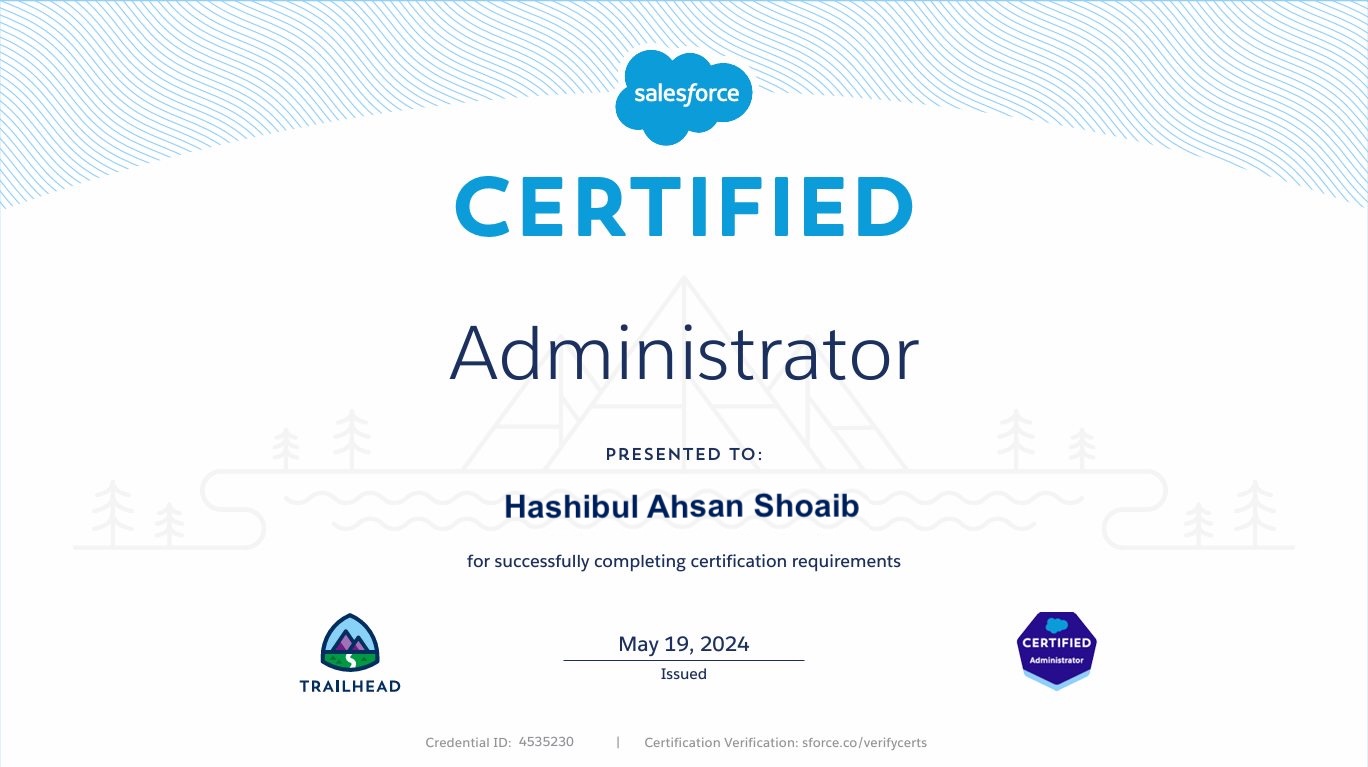 salesforce
CERTIFIED
Administrator
PRESENTED TO:
Hashibul Ahsan Shoaib
for successfully completing certification requirements
May 19, 2024
Issued
TRAILHEAD
CERTIFIED
Administrator
Credential ID: 4535230 | Certification Verification: sforce.co/verifycerts